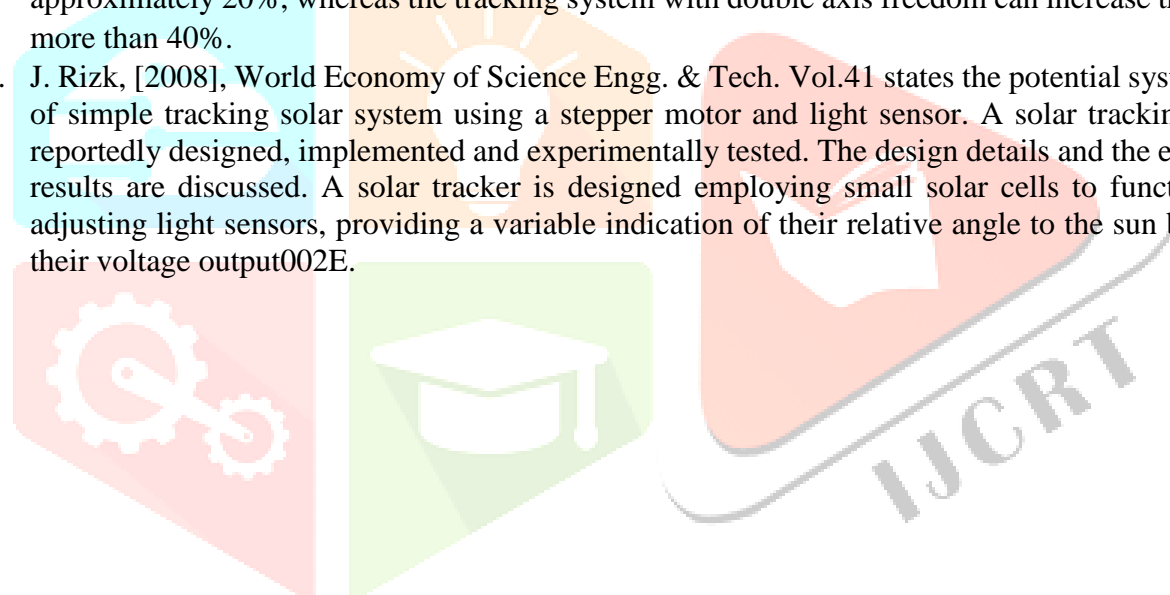 approximately 20%, whereas the tracking system with double axis freedom can increase
more than 40%.
. J. Rizk, [2008], World Economy of Science Engg. & Tech. Vol.41 states the potential
of simple tracking solar system using a stepper motor and light sensor. A solar
reportedly designed, implemented and experimentally tested. The design details and the
results are discussed. A solar tracker is designed employing small solar cells to
adjusting light sensors, providing a variable indication of their relative angle to the sun
their voltage output002E.
IJCRT